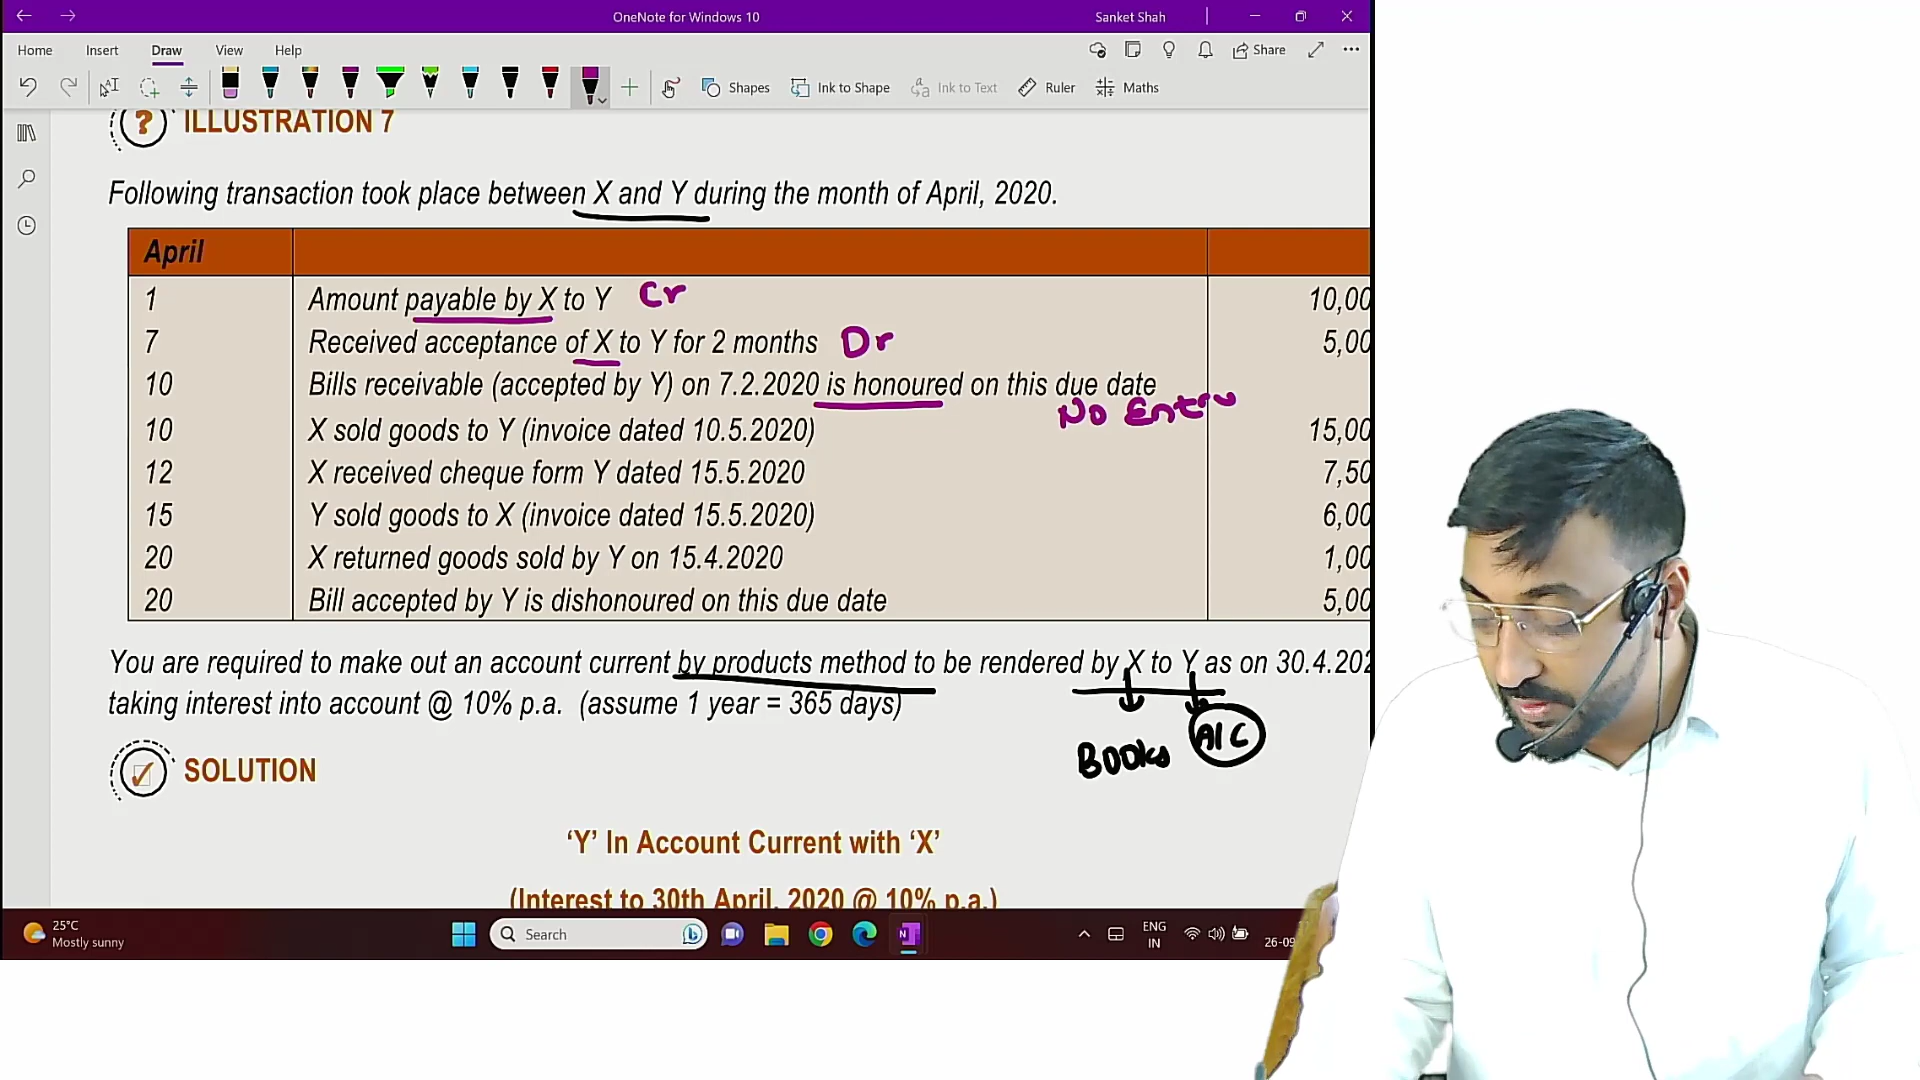 OneNote for Windows 10
Sanket Shah
Home Insert Draw View Help
Share
Shapes Ink to Shape Ink to Text Ruler Maths
? ILLUSTRATION 7
Following transaction took place between X and Y during the month of April, 2020.
April
1 Amount payable by X to Y Cr 10,00
7 Received acceptance of X to Y for 2 months Dr 5,00
10 Bills receivable (accepted by Y) on 7.2.2020 is honoured on this due date
No Entry
10 X sold goods to Y (invoice dated 10.5.2020) 15,00
12 X received cheque form Y dated 15.5.2020 7,50
15 Y sold goods to X (invoice dated 15.5.2020) 6,00
20 X returned goods sold by Y on 15.4.2020 1,00
20 Bill accepted by Y is dishonoured on this due date 5,00
You are required to make out an account current by products method to be rendered by X to Y as on 30.4.202
taking interest into account @ 10% p.a. (assume 1 year = 365 days)
Books A/C
SOLUTION
‘Y’ In Account Current with ‘X’
(Interest to 30th April, 2020 @ 10% p.a.)
25°C
Mostly sunny
Search
ENG
IN
26-09